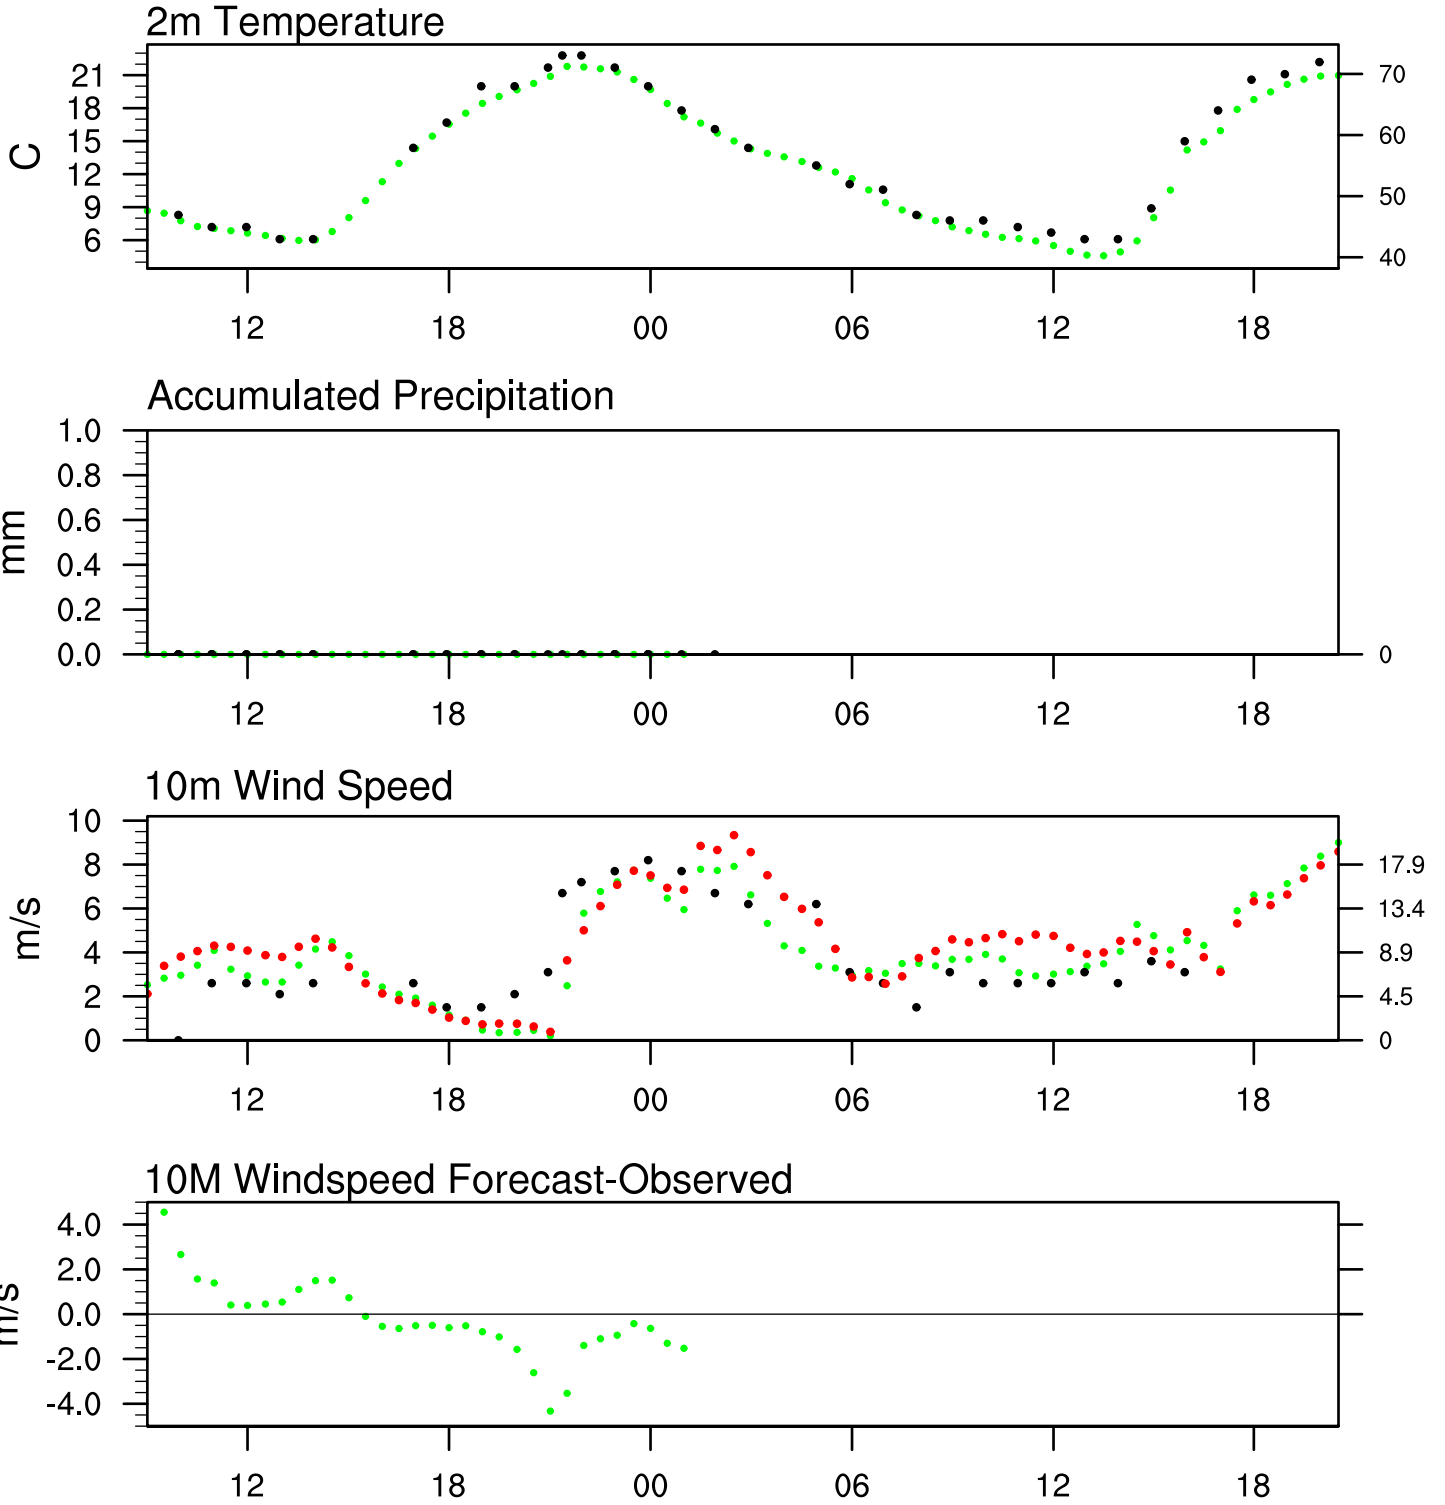 2m Temperature
21
18
15
12
9
6
C
70
60
50
40
12 18 00 06 12 18
Accumulated Precipitation
1.0
0.8
0.6
0.4
0.2
0.0
mm
0
12 18 00 06 12 18
10m Wind Speed
10
8
6
4
2
0
m/s
17.9
13.4
8.9
4.5
0
12 18 00 06 12 18
10M Windspeed Forecast-Observed
4.0
2.0
0.0
-2.0
-4.0
m/s
12 18 00 06 12 18